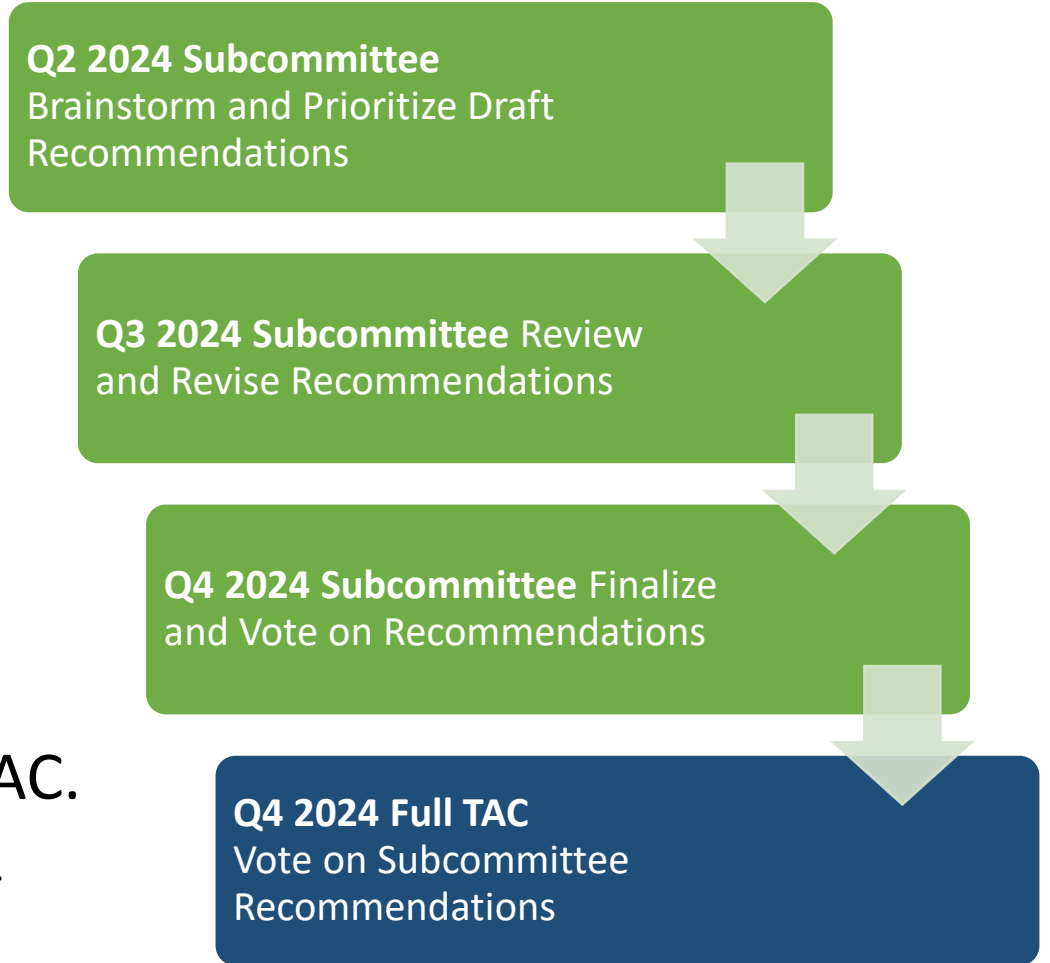 Q2 2024 Subcommittee
Brainstorm and Prioritize Draft
Recommendations
Q3 2024 Subcommittee Review
and Revise Recommendations
Q4 2024 Subcommittee Finalize
and Vote on Recommendations
Q4 2024 Full TAC
Vote on Subcommittee
Recommendations